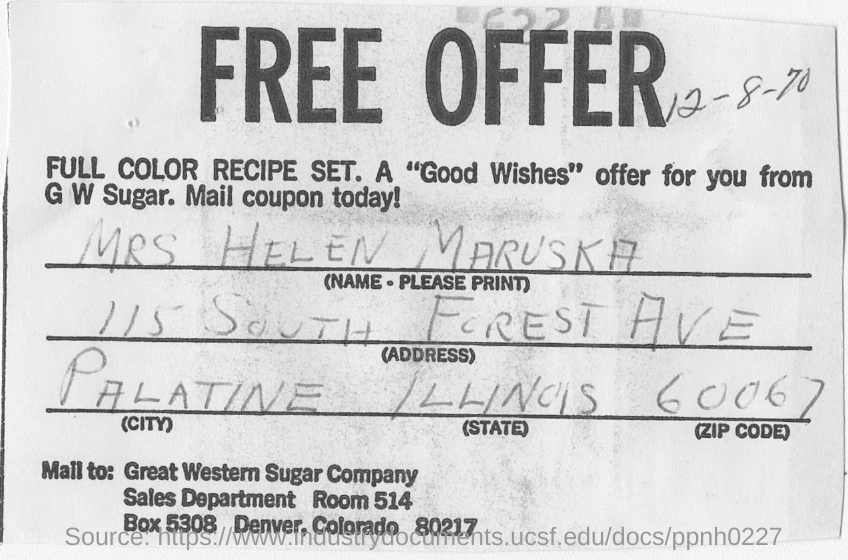 FREE OFFER 12-8-70
FULL COLOR RECIPE SET. A "Good Wishes" offer for you from
G W Sugar. Mail coupon today!
MRS HELEN MARUSKA
(NAME - PLEASE PRINT)
115 SOUTH FOREST AVE
(ADDRESS)
PALATINE ILLINOIS 60067
(CITY) (STATE) (ZIP CODE)
Mail to: Great Western Sugar Company
Sales Department Room 514
Box 5308 Denver, Colorado 80217
Source: https://www.industrydocuments.ucsf.edu/docs/ppnh0227